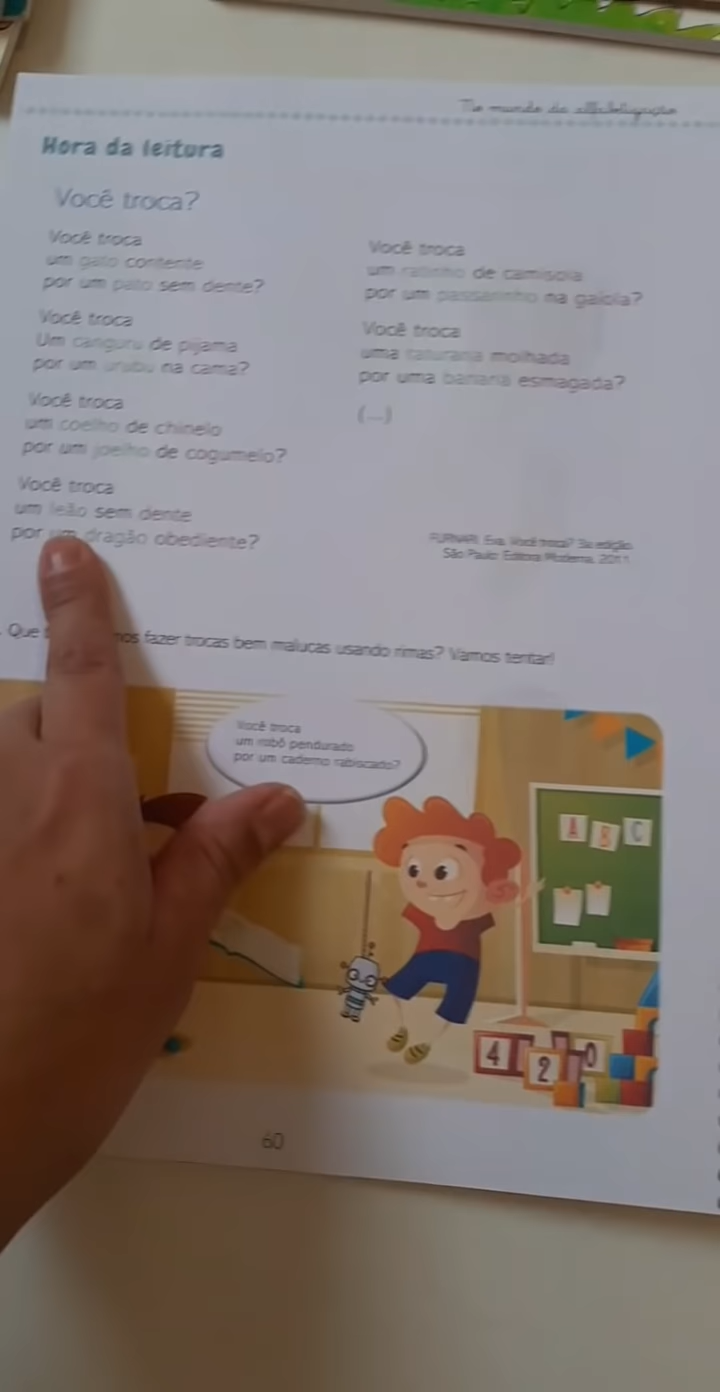 No mundo da alfabetização
Hora da leitura
Você troca?
Você troca
um gato contente
por um pato sem dente?
Você troca
Um canguru de pijama
por um urubu na cama?
Você troca
um coelho de chinelo
por um joelho de cogumelo?
Você troca
um leão sem dente
por um dragão obediente?
Você troca
um ratinho de camisola
por um passarinho na gaiola?
Você troca
uma taturana molhada
por uma banana esmagada?
(...)
FURNARI, Eva. Você troca? 3a edição.
São Paulo: Editora Moderna, 2011.
Que fazer trocas bem malucas usando rimas? Vamos tentar!
Você troca
um robô pendurado
por um caderno rabiscado?
A B C
4 2 0
60